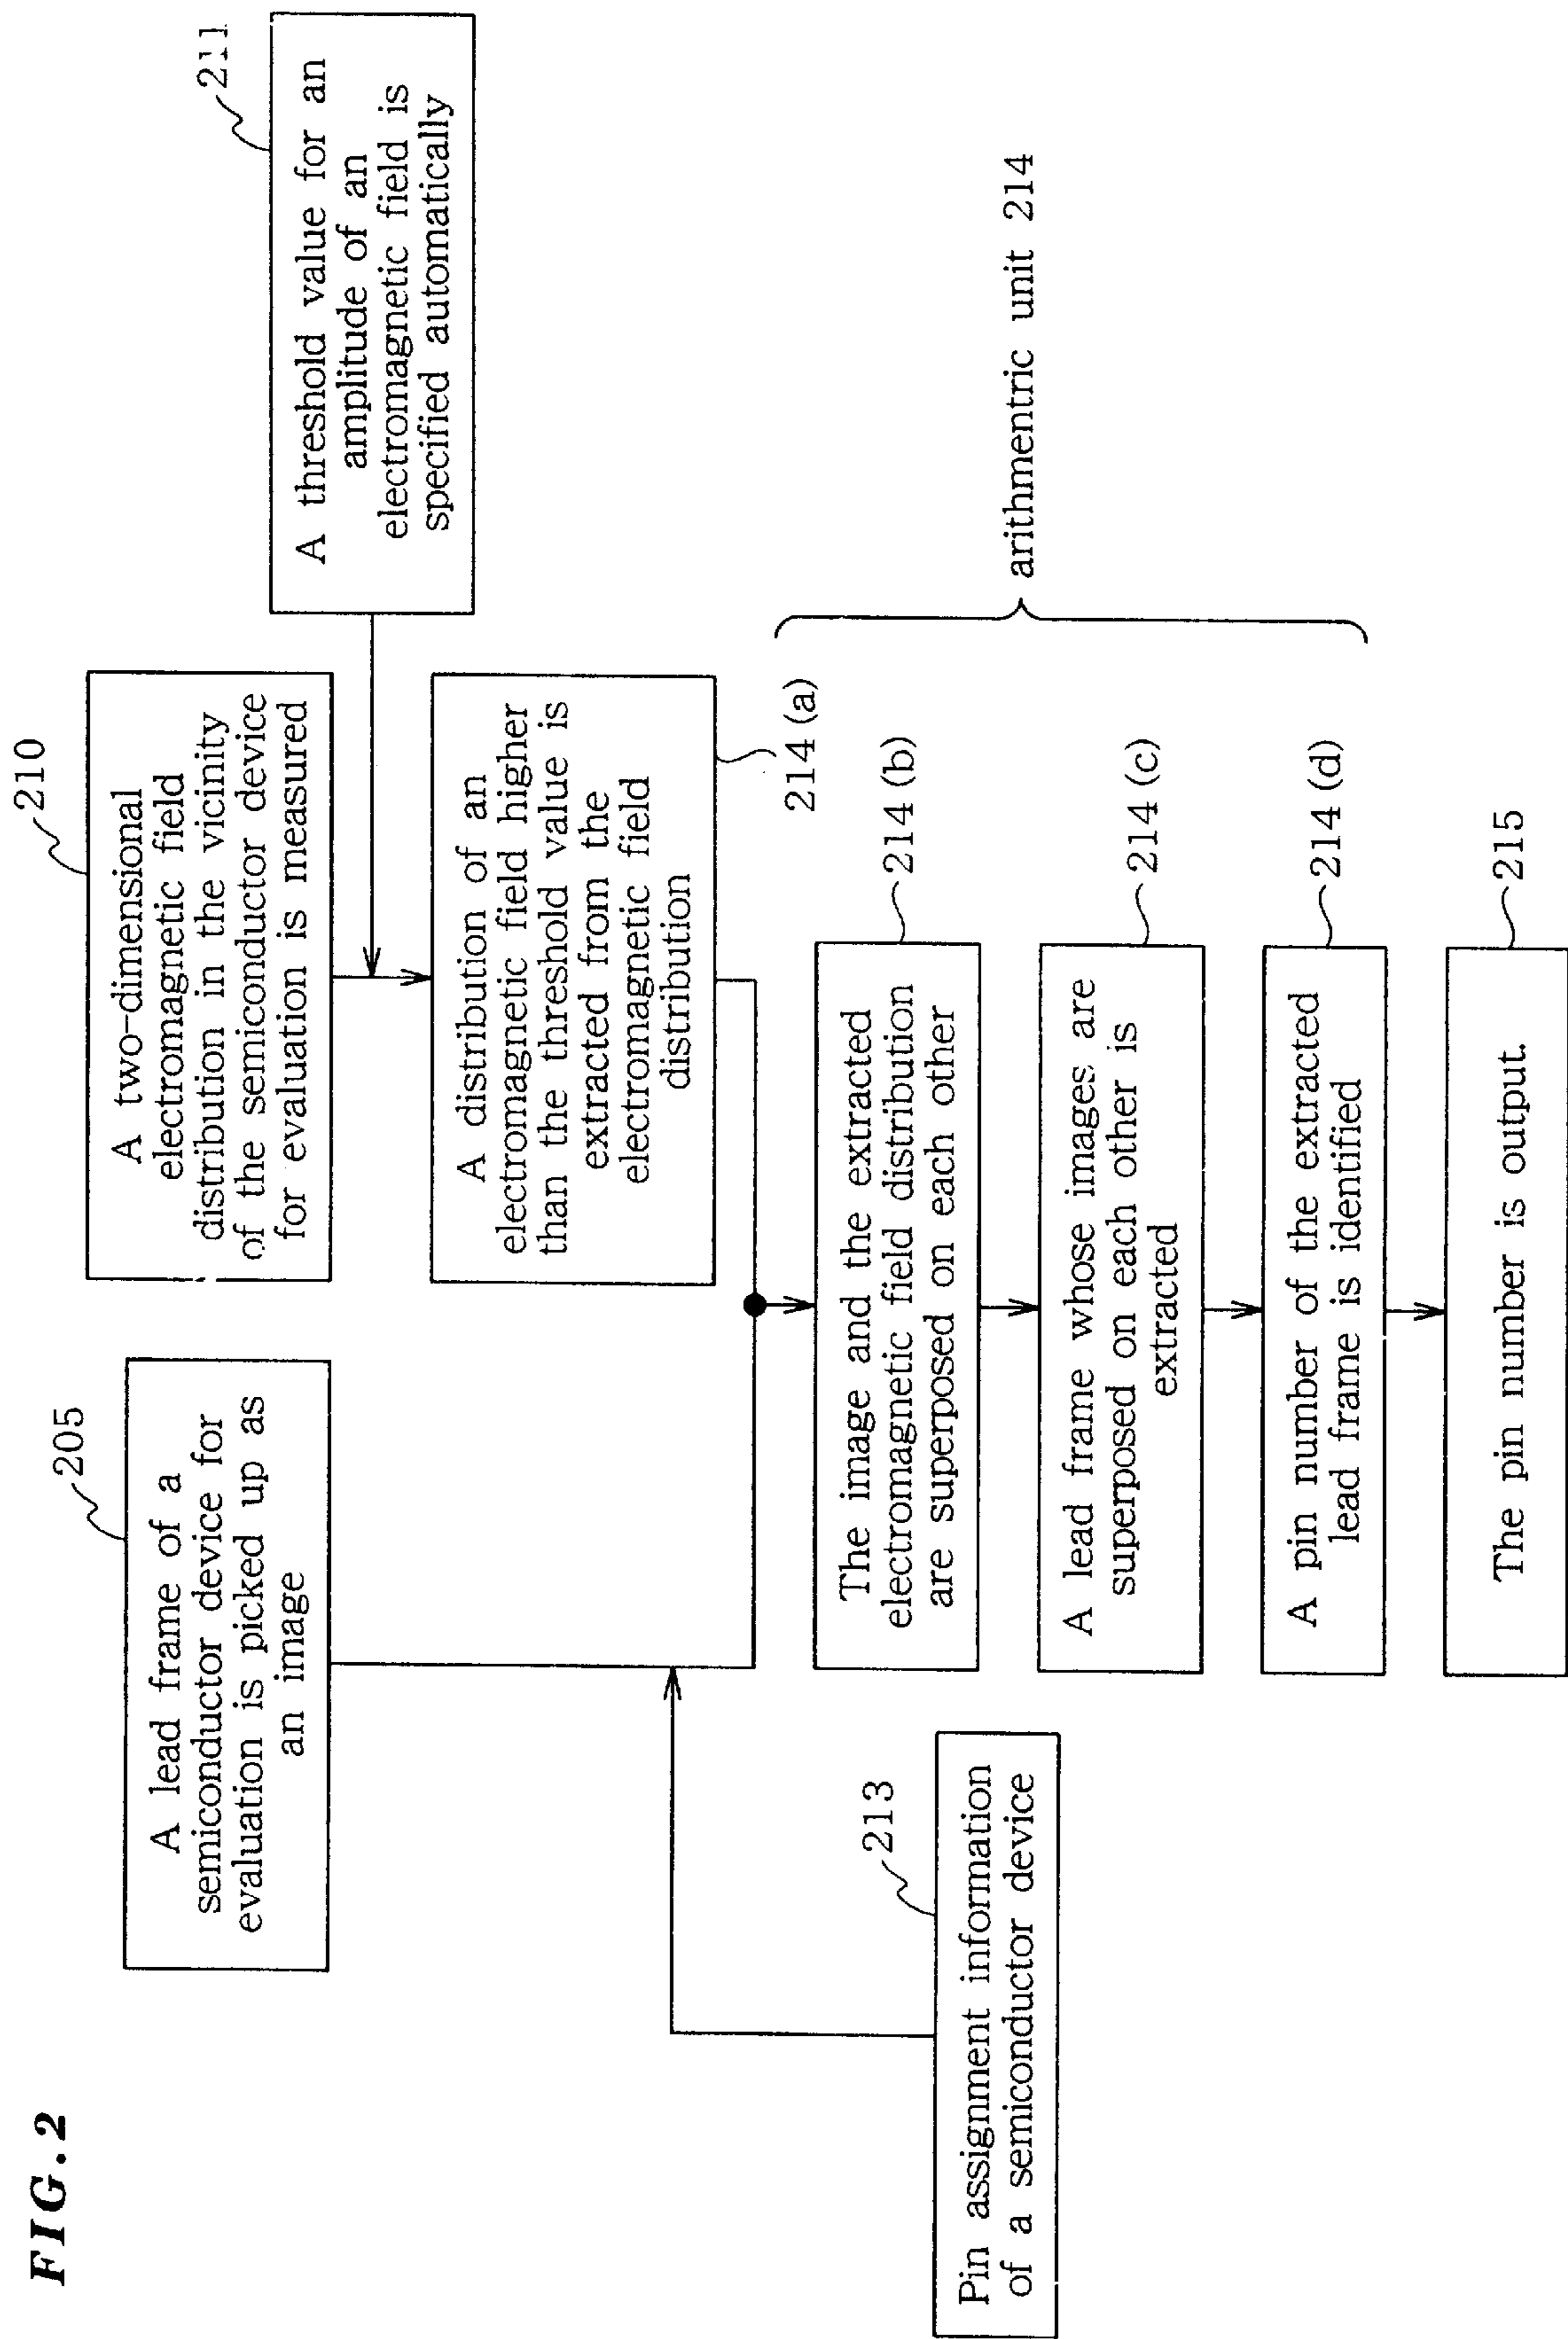 FIG.2
205
A lead frame of a
semiconductor device for
evaluation is picked up as
an image
210
A two-dimensional
electromagnetic field
distribution in the vicinity
of the semiconductor device
for evaluation is measured
211
A threshold value for an
amplitude of an
electromagnetic field is
specified automatically
A distribution of an
electromagnetic field higher
than the threshold value is
extracted from the
electromagnetic field
distribution
214 (a)
213
Pin assignment information
of a semiconductor device
The image and the extracted
electromagnetic field distribution
are superposed on each other
214 (b)
arithmentric unit 214
A lead frame whose images are
superposed on each other is
extracted
214 (c)
A pin number of the extracted
lead frame is identified
214 (d)
The pin number is output.
215